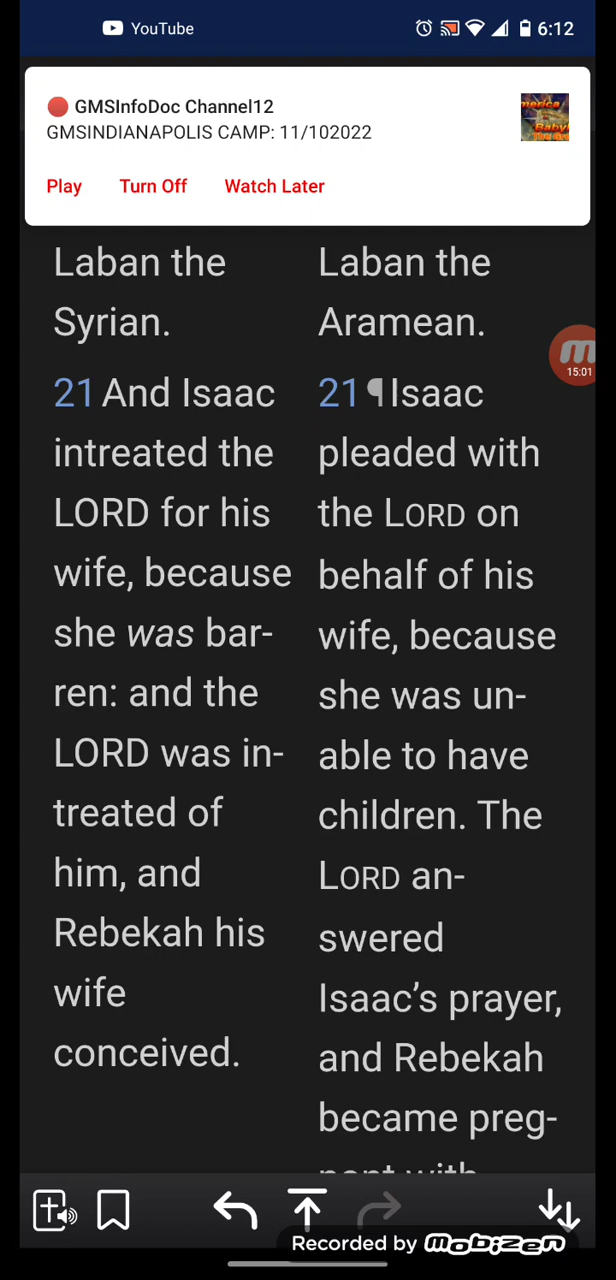 YouTube
6:12
GMSInfoDoc Channel12
GMSINDIANAPOLIS CAMP: 11/102022
Play Turn Off Watch Later
merica
Baby
Laban the
Syrian.
21 And Isaac
intreated the
LORD for his
wife, because
she was bar-
ren: and the
LORD was in-
treated of
him, and
Rebekah his
wife
conceived.
Laban the
Aramean.
21 ¶ Isaac
pleaded with
the LORD on
behalf of his
wife, because
she was un-
able to have
children. The
LORD an-
swered
Isaac’s prayer,
and Rebekah
became preg-
nant with
15:01
Recorded by mobizen